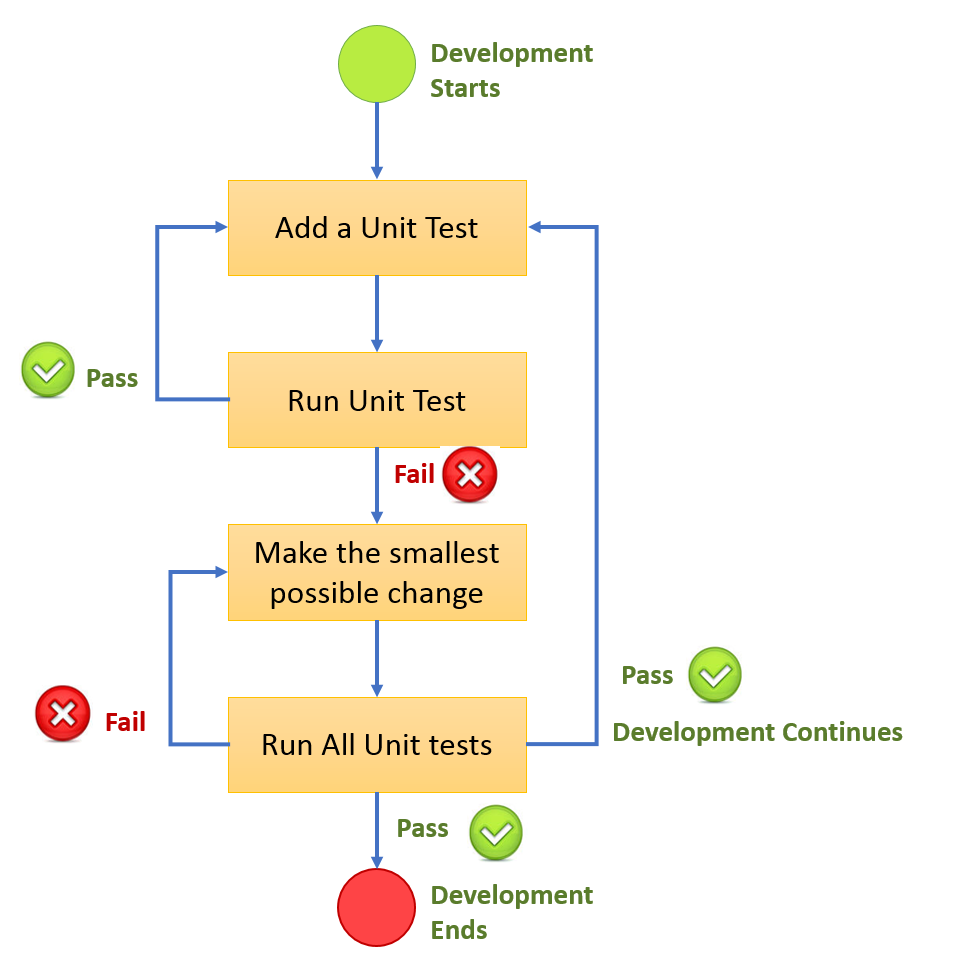 Development
Starts
Add a Unit Test
Pass
Run Unit Test
Fail
Make the smallest
possible change
Fail
Run All Unit tests
Pass
Development Continues
Pass
Development
Ends